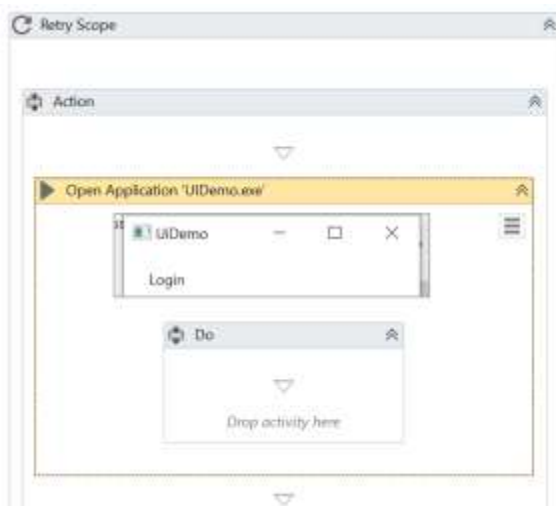 Retry Scope
Action
Open Application 'UIDemo.exe'
UiDemo
Login
Do
Drop activity here